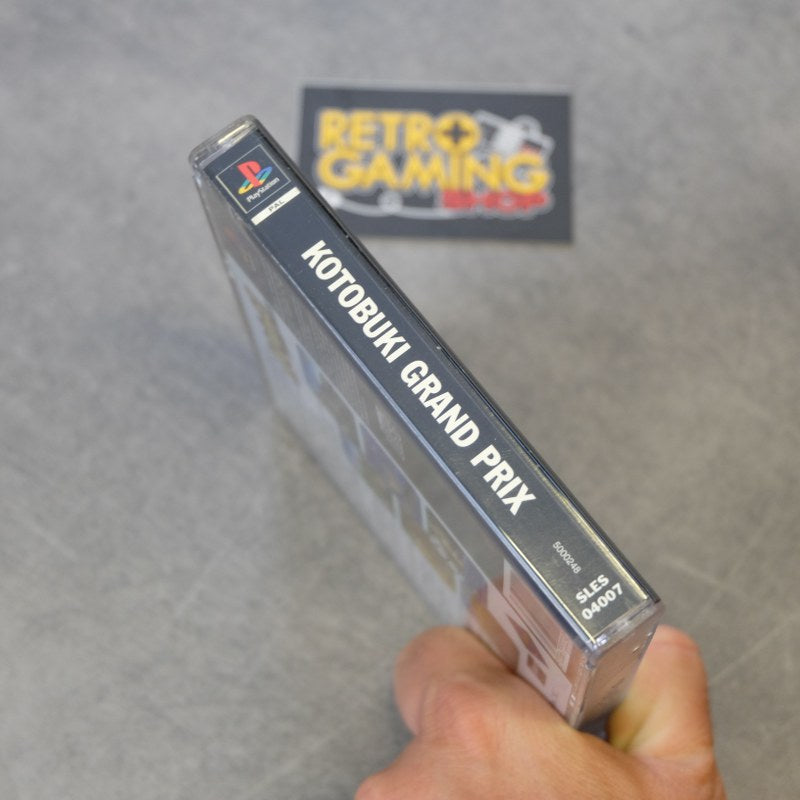 RETRO
GAMING
SHOP
PlayStation
PAL
KOTOBUKI GRAND PRIX
5000248
SLES
04007